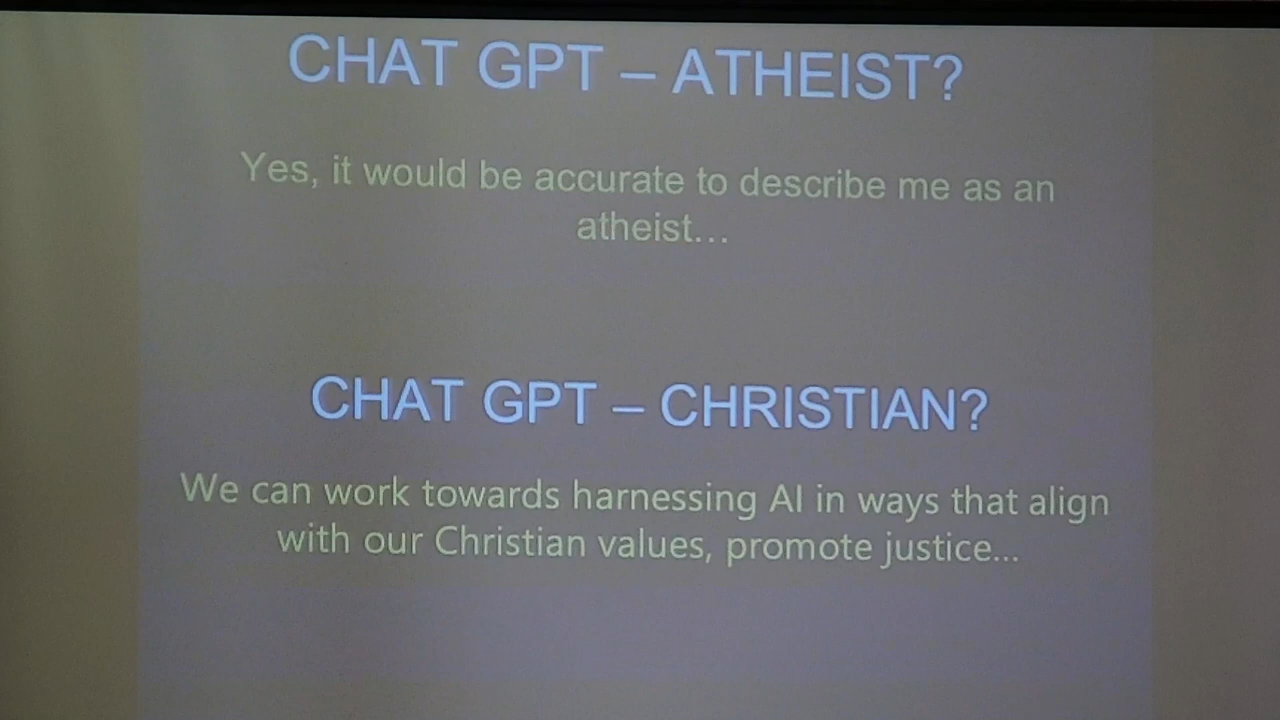 CHAT GPT – ATHEIST?
Yes, it would be accurate to describe me as an
atheist...
CHAT GPT – CHRISTIAN?
We can work towards harnessing AI in ways that align
with our Christian values, promote justice...